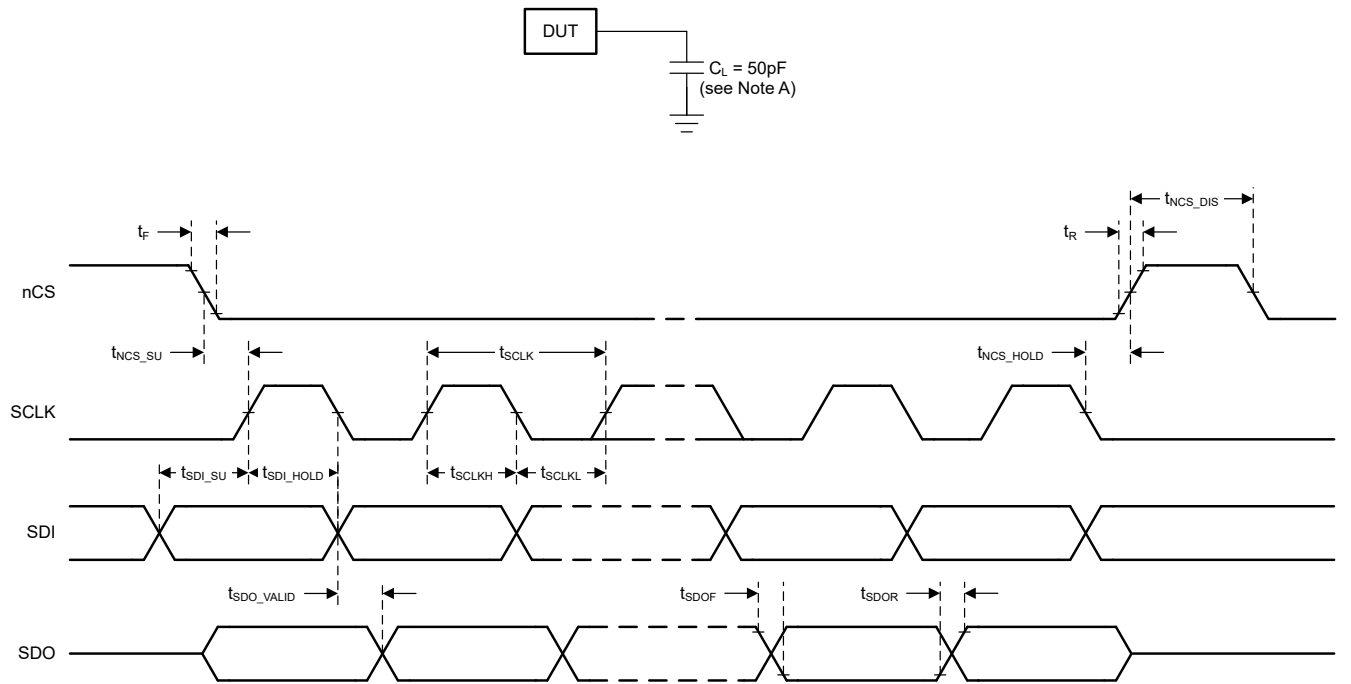 DUT
C_L = 50pF
(see Note A)
t_NCS_DIS
t_F
t_R
nCS
t_NCS_SU
t_SCLK
t_NCS_HOLD
SCLK
t_SDI_SU
t_SDI_HOLD
t_SCLKH
t_SCLKL
SDI
t_SDO_VALID
t_SDOF
t_SDOR
SDO